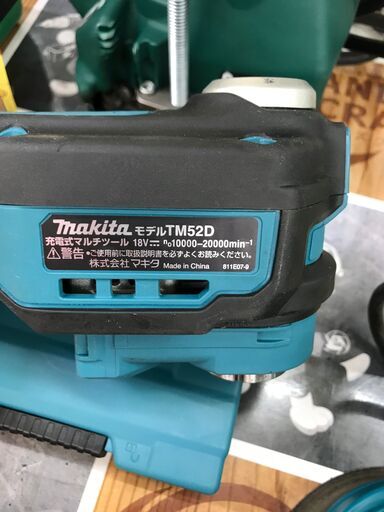 makita モデルTM52D
充電式マルチツール 18V⎓ n₀10000-20000min⁻¹
⚠警告 •ご使用前に取扱説明書を必ずよくお読みください。
株式会社マキタ Made in China 811E07-9